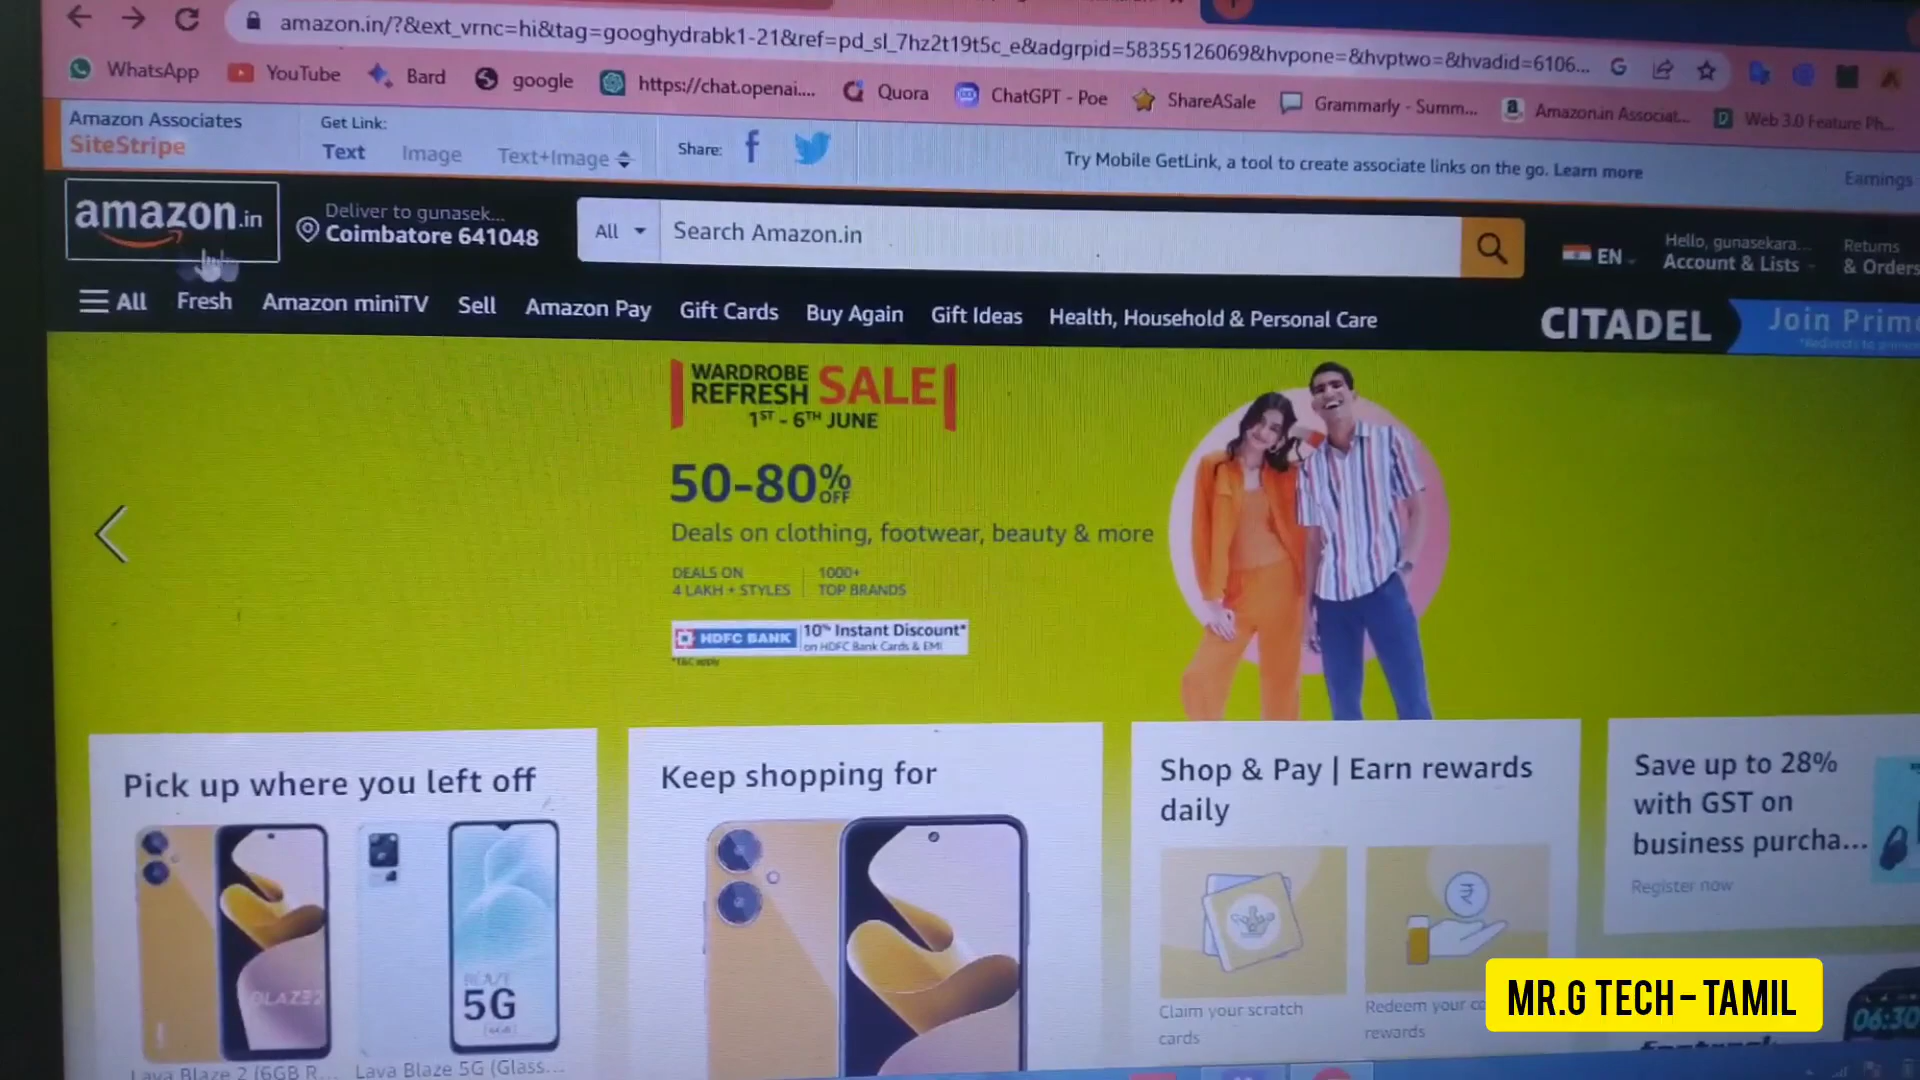 amazon.in/?&ext_vrnc=hi&tag=googhydrabk1-21&ref=pd_sl_7hz2t19t5c_e&adgrpid=58355126069&hvpone=&hvptwo=&hvadid=6106...
WhatsApp YouTube Bard google https://chat.openai.... Quora ChatGPT - Poe ShareASale Grammarly - Summ... Amazon.in Associat... Web 3.0 Feature Ph...
Amazon Associates
SiteStripe
Get Link:
Text Image Text+Image
Share:
Try Mobile GetLink, a tool to create associate links on the go. Learn more
Earnings
amazon.in
Deliver to gunasek...
Coimbatore 641048
All Search Amazon.in
EN
Hello, gunasekara...
Account & Lists
Returns
& Orders
All Fresh Amazon miniTV Sell Amazon Pay Gift Cards Buy Again Gift Ideas Health, Household & Personal Care
CITADEL
Join Prime
WARDROBE
REFRESH SALE
1ST - 6TH JUNE
50-80% OFF
Deals on clothing, footwear, beauty & more
DEALS ON
4 LAKH + STYLES
1000+
TOP BRANDS
HDFC BANK
10% Instant Discount*
on HDFC Bank Cards & EMI
*T&C apply
Pick up where you left off
BLAZE 2
BLAZE
5G
Lava Blaze 2 (6GB R...
Lava Blaze 5G (Glass...
Keep shopping for
Shop & Pay | Earn rewards
daily
Claim your scratch
cards
Redeem your co
rewards
Save up to 28%
with GST on
business purcha...
Register now
06:30
MR.G TECH - TAMIL